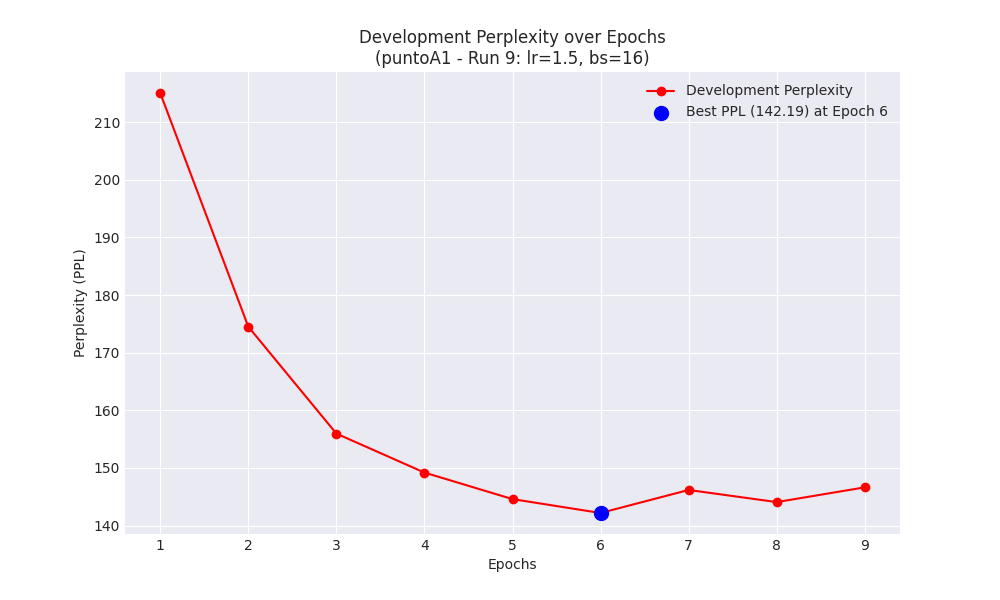 Development Perplexity over Epochs
(puntoA1 - Run 9: lr=1.5, bs=16)
Development Perplexity
Best PPL (142.19) at Epoch 6
Perplexity (PPL)
210
200
190
180
170
160
150
140
1 2 3 4 5 6 7 8 9
Epochs